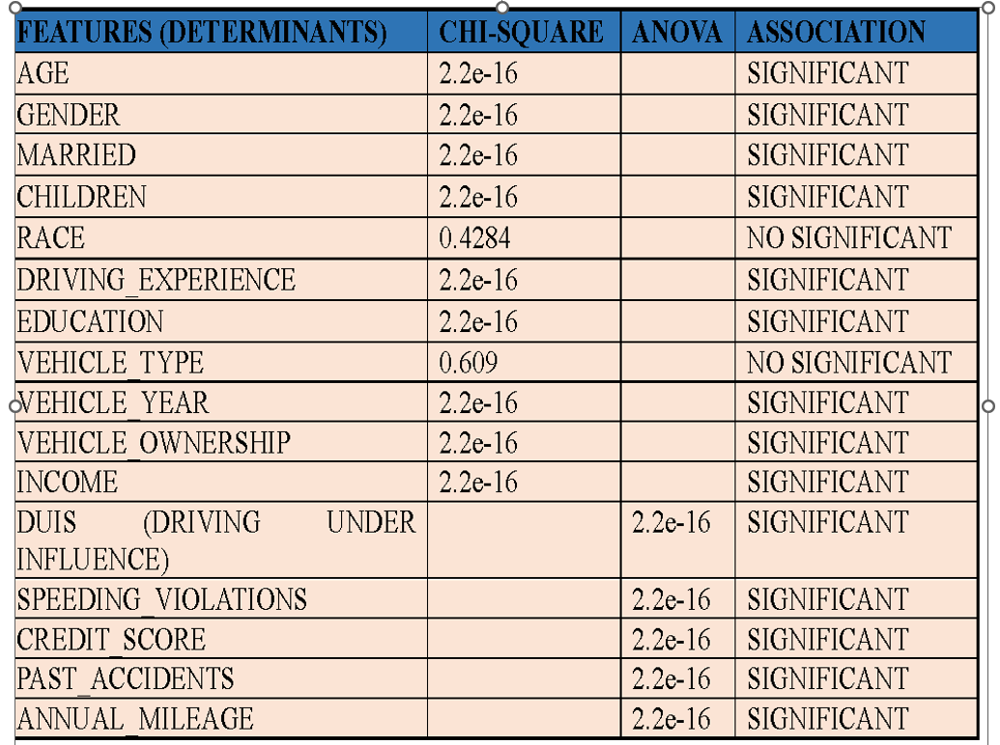 FEATURES (DETERMINANTS) CHI-SQUARE ANOVA ASSOCIATION
AGE 2.2e-16 SIGNIFICANT
GENDER 2.2e-16 SIGNIFICANT
MARRIED 2.2e-16 SIGNIFICANT
CHILDREN 2.2e-16 SIGNIFICANT
RACE 0.4284 NO SIGNIFICANT
DRIVING_EXPERIENCE 2.2e-16 SIGNIFICANT
EDUCATION 2.2e-16 SIGNIFICANT
VEHICLE_TYPE 0.609 NO SIGNIFICANT
VEHICLE_YEAR 2.2e-16 SIGNIFICANT
VEHICLE_OWNERSHIP 2.2e-16 SIGNIFICANT
INCOME 2.2e-16 SIGNIFICANT
DUIS (DRIVING UNDER 2.2e-16 SIGNIFICANT
INFLUENCE)
SPEEDING_VIOLATIONS 2.2e-16 SIGNIFICANT
CREDIT_SCORE 2.2e-16 SIGNIFICANT
PAST_ACCIDENTS 2.2e-16 SIGNIFICANT
ANNUAL_MILEAGE 2.2e-16 SIGNIFICANT